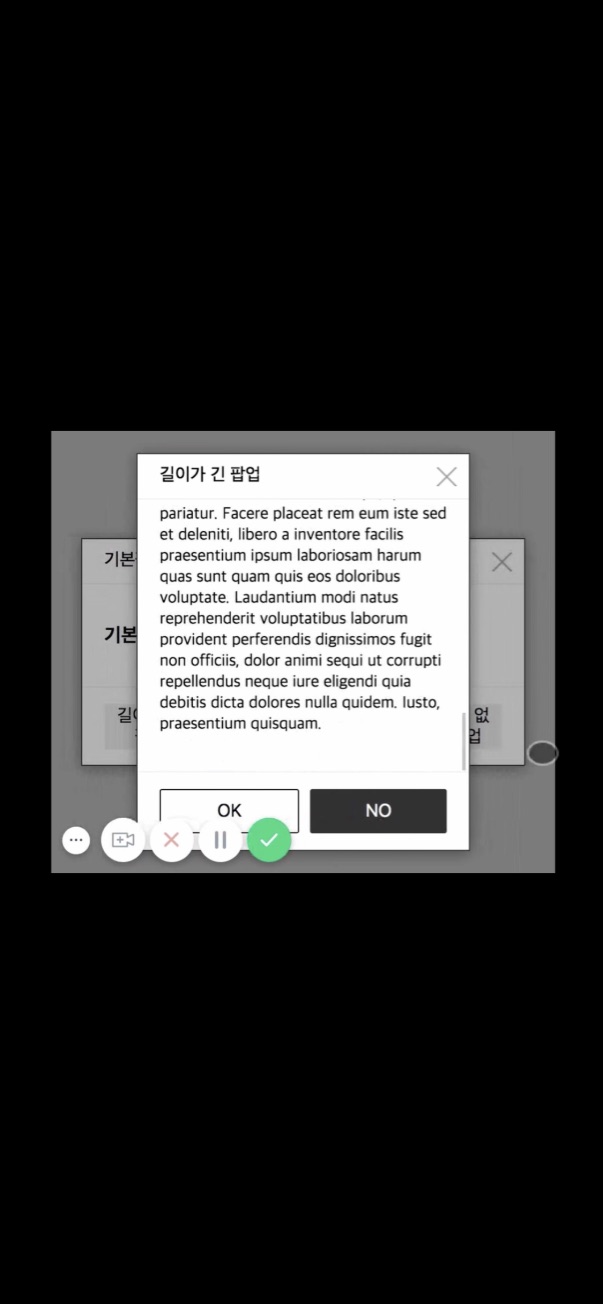 길이가 긴 팝업
pariatur. Facere placeat rem eum iste sed
et deleniti, libero a inventore facilis
praesentium ipsum laboriosam harum
quas sunt quam quis eos doloribus
voluptate. Laudantium modi natus
reprehenderit voluptatibus laborum
provident perferendis dignissimos fugit
non officiis, dolor animi sequi ut corrupti
repellendus neque iure eligendi quia
debitis dicta dolores nulla quidem. Iusto,
praesentium quisquam.
OK NO
기본
기본
없
업